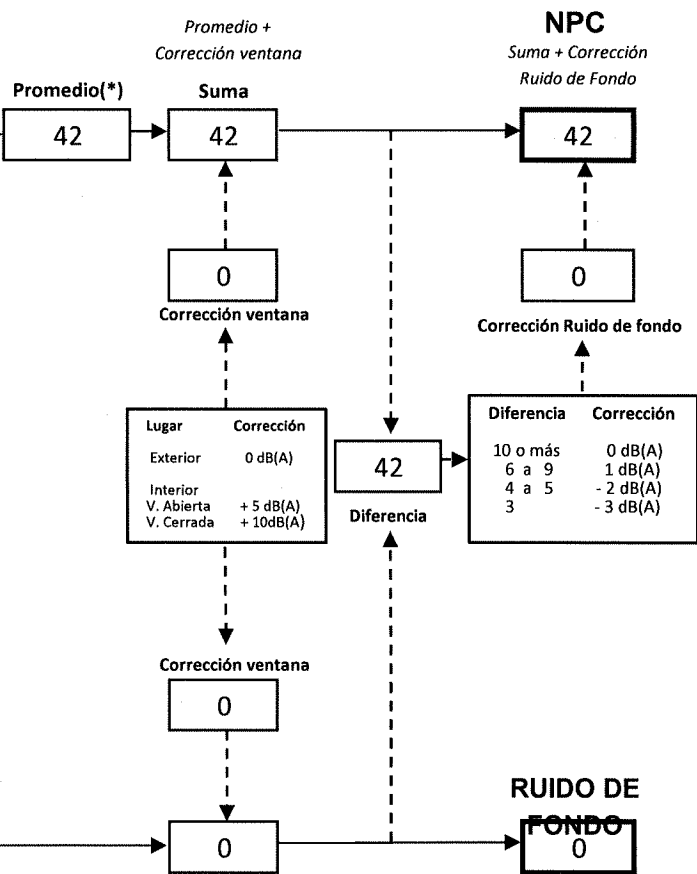 Promedio +
Corrección ventana
NPC
Suma + Corrección
Ruido de Fondo
Promedio(*)
Suma
42
42
42
0
Corrección ventana
0
Corrección Ruido de fondo
Lugar Corrección
Exterior 0 dB(A)
Interior
V. Abierta + 5 dB(A)
V. Cerrada + 10dB(A)
42
Diferencia
Diferencia Corrección
10 o más 0 dB(A)
6 a 9 1 dB(A)
4 a 5 - 2 dB(A)
3 - 3 dB(A)
Corrección ventana
0
0
RUIDO DE
FONDO
0